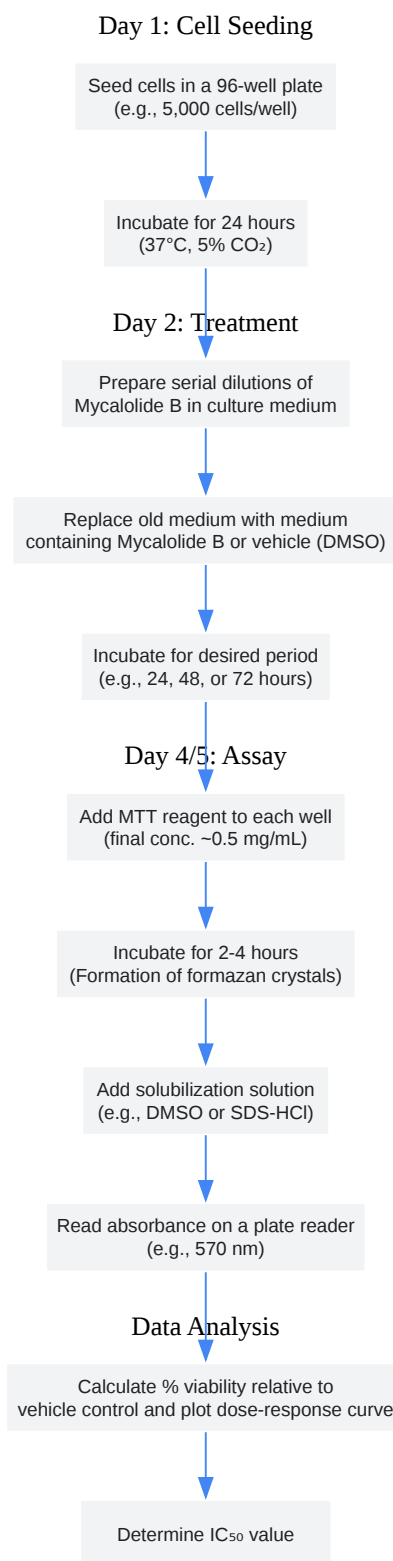 Day 1: Cell Seeding
Seed cells in a 96-well plate
(e.g., 5,000 cells/well)
Incubate for 24 hours
(37°C, 5% CO₂)
Day 2: Treatment
Prepare serial dilutions of
Mycalolide B in culture medium
Replace old medium with medium
containing Mycalolide B or vehicle (DMSO)
Incubate for desired period
(e.g., 24, 48, or 72 hours)
Day 4/5: Assay
Add MTT reagent to each well
(final conc. ~0.5 mg/mL)
Incubate for 2-4 hours
(Formation of formazan crystals)
Add solubilization solution
(e.g., DMSO or SDS-HCl)
Read absorbance on a plate reader
(e.g., 570 nm)
Data Analysis
Calculate % viability relative to
vehicle control and plot dose-response curve
Determine IC₅₀ value